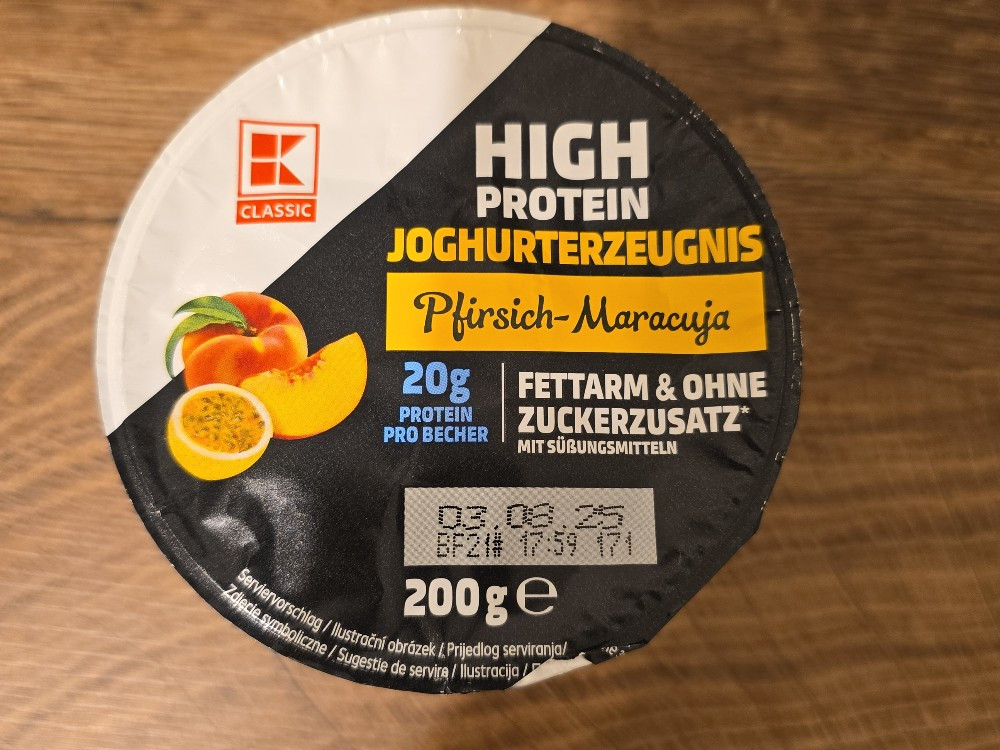 K
CLASSIC
HIGH
PROTEIN
JOGHURTERZEUGNIS
Pfirsich-Maracuja
20g
PROTEIN
PRO BECHER
FETTARM & OHNE
ZUCKERZUSATZ*
MIT SÜßUNGSMITTELN
03.08.25
BF21# 17:59 171
200 g e
Serviervorschlag / Ilustrační obrázek / Prijedlog serviranja/
Zdjęcie symboliczne / Sugestie de servire / Ilustracija /